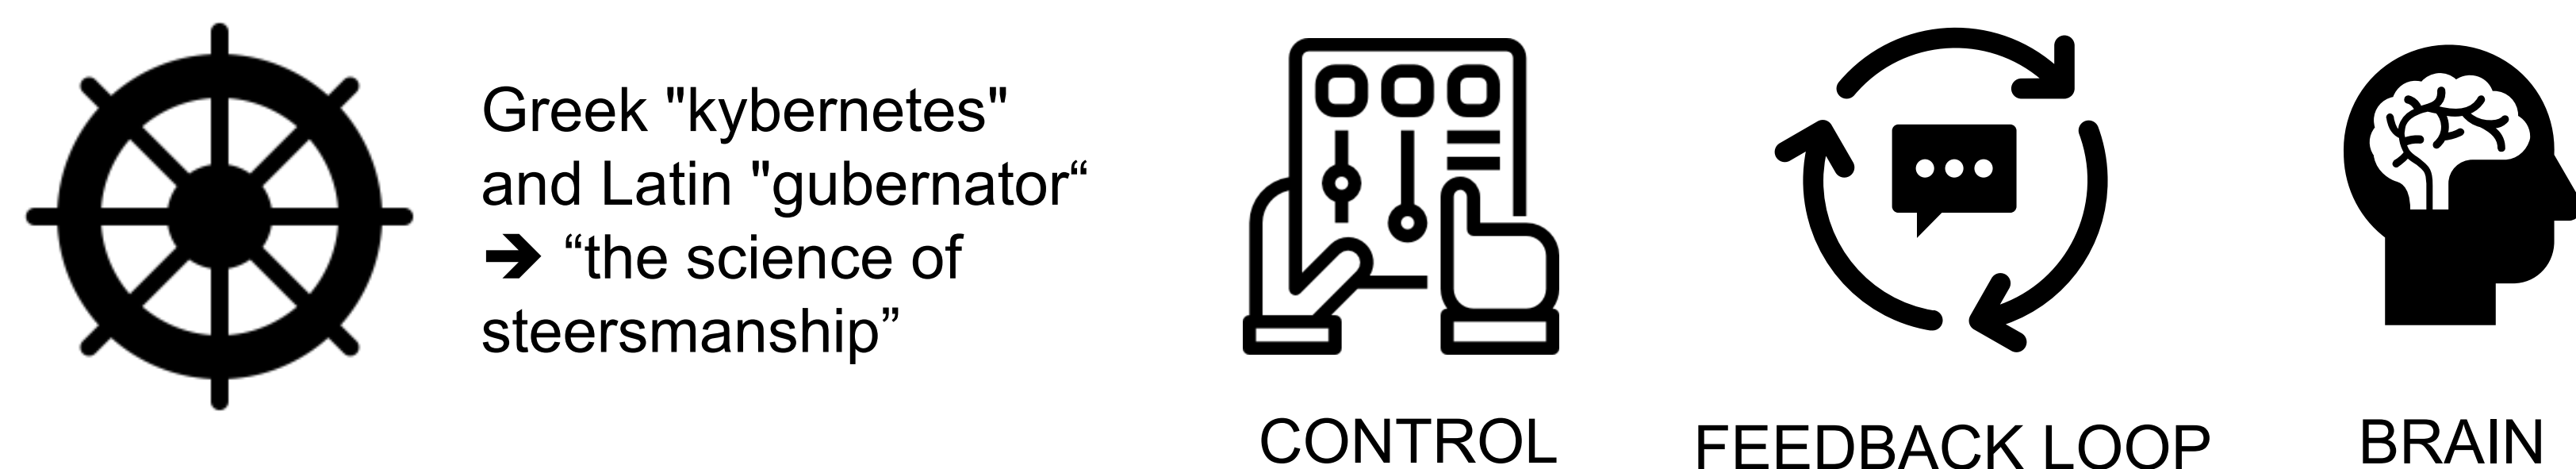 Greek "kybernetes"
and Latin "gubernator“
➔ “the science of
steersmanship”
CONTROL
FEEDBACK LOOP
BRAIN